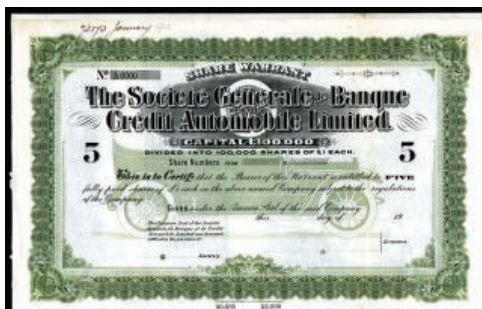 January
SHARE WARRANT
No. A0000
The Societe Generale de Banque
Crédit Automobile Limited.
CAPITAL £100,000
DIVIDED INTO 100,000 SHARES OF £1 EACH.
5 5
Share Numbers
This is to Certify that the Bearer of this Warrant is entitled to FIVE
fully paid shares of £1 each in the above named Company subject to the regulations
of the Company.
Given under the Common Seal of the said Company
this day of 19